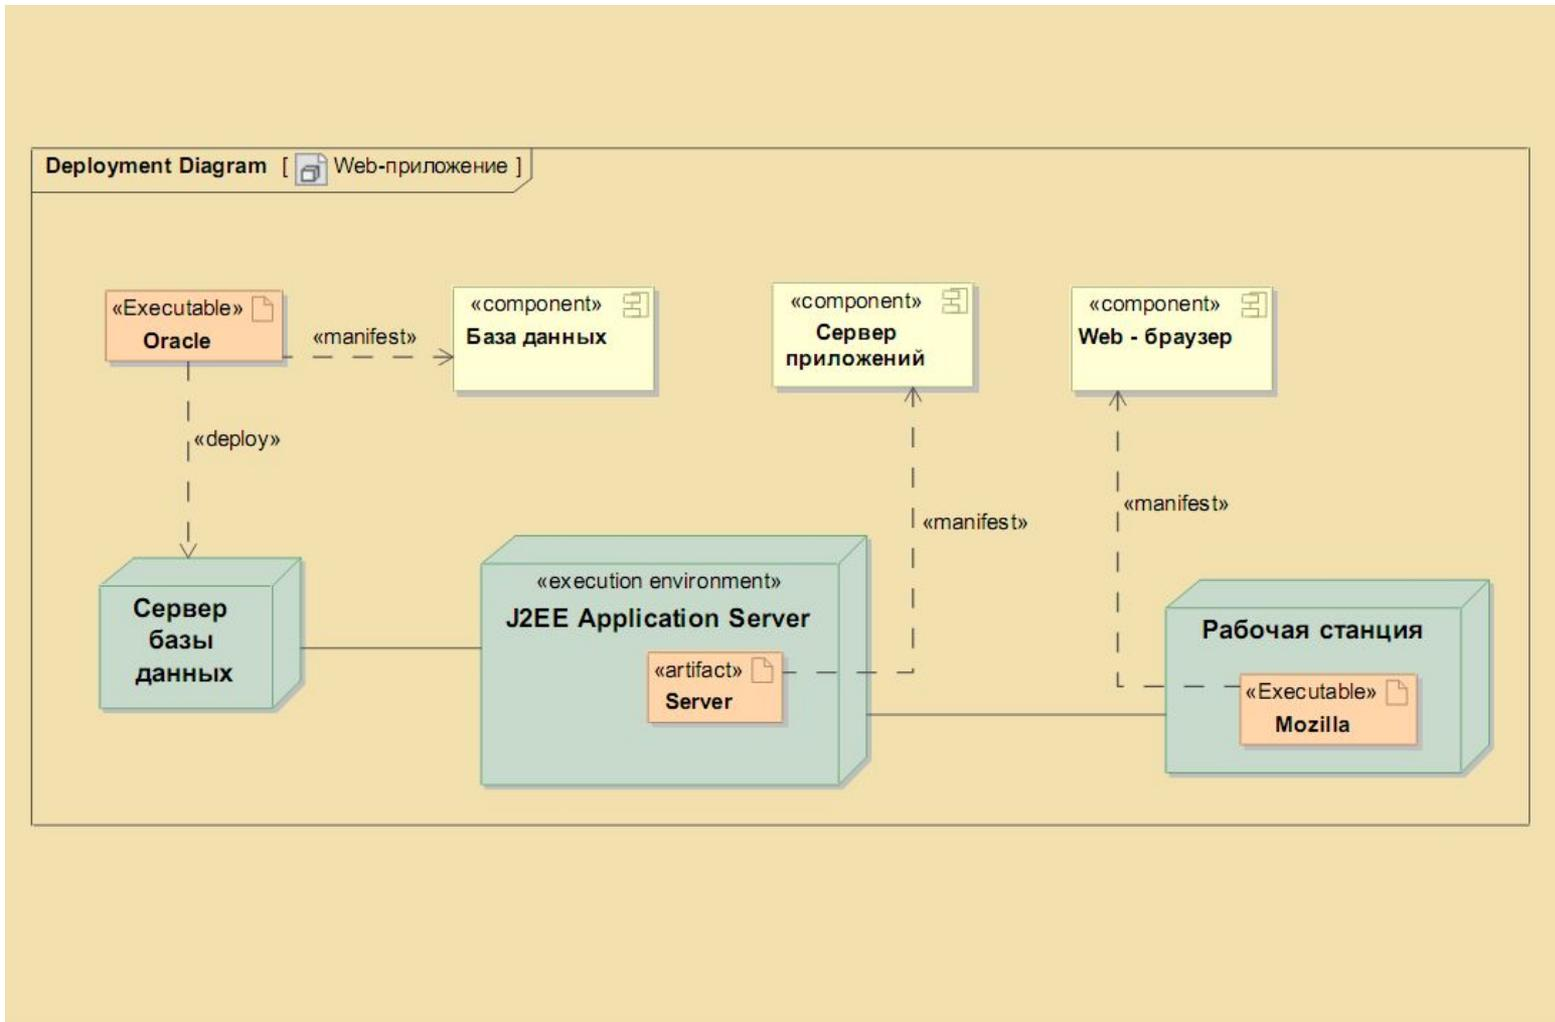 Deployment Diagram [ Web-приложение ]
«Executable»
Oracle
«manifest»
«component»
База данных
«component»
Сервер
приложений
«component»
Web - браузер
«deploy»
«manifest»
«manifest»
Сервер
базы
данных
«execution environment»
J2EE Application Server
«artifact»
Server
Рабочая станция
«Executable»
Mozilla